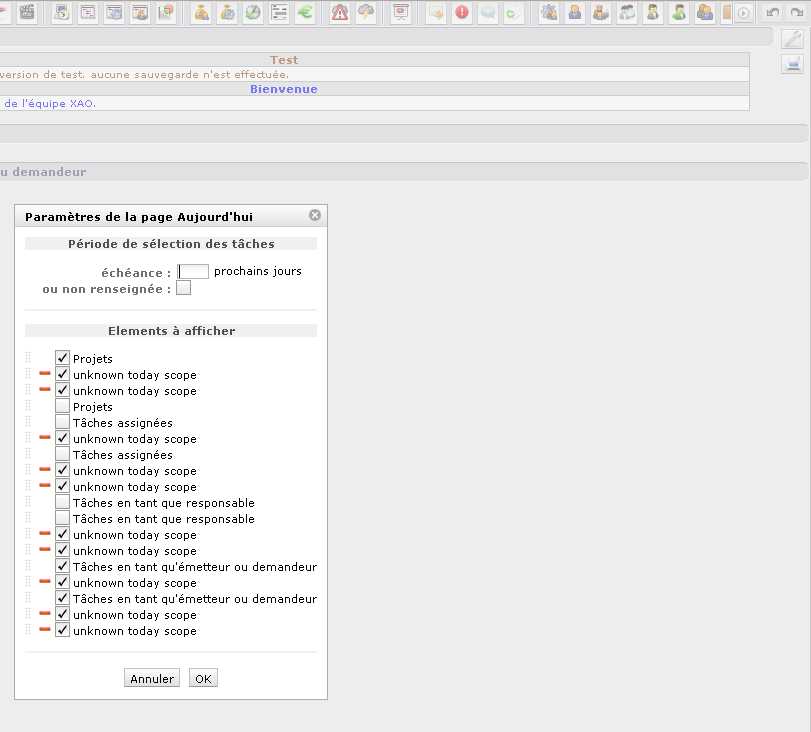 Test
version de test. aucune sauvegarde n'est effectuée.
Bienvenue
de l'équipe XAO.
u demandeur
Paramètres de la page Aujourd'hui
Période de sélection des tâches
échéance : prochains jours
ou non renseignée :
Elements à afficher
Projets
unknown today scope
unknown today scope
Projets
Tâches assignées
unknown today scope
Tâches assignées
unknown today scope
unknown today scope
Tâches en tant que responsable
Tâches en tant que responsable
unknown today scope
unknown today scope
Tâches en tant qu'émetteur ou demandeur
unknown today scope
Tâches en tant qu'émetteur ou demandeur
unknown today scope
unknown today scope
Annuler OK